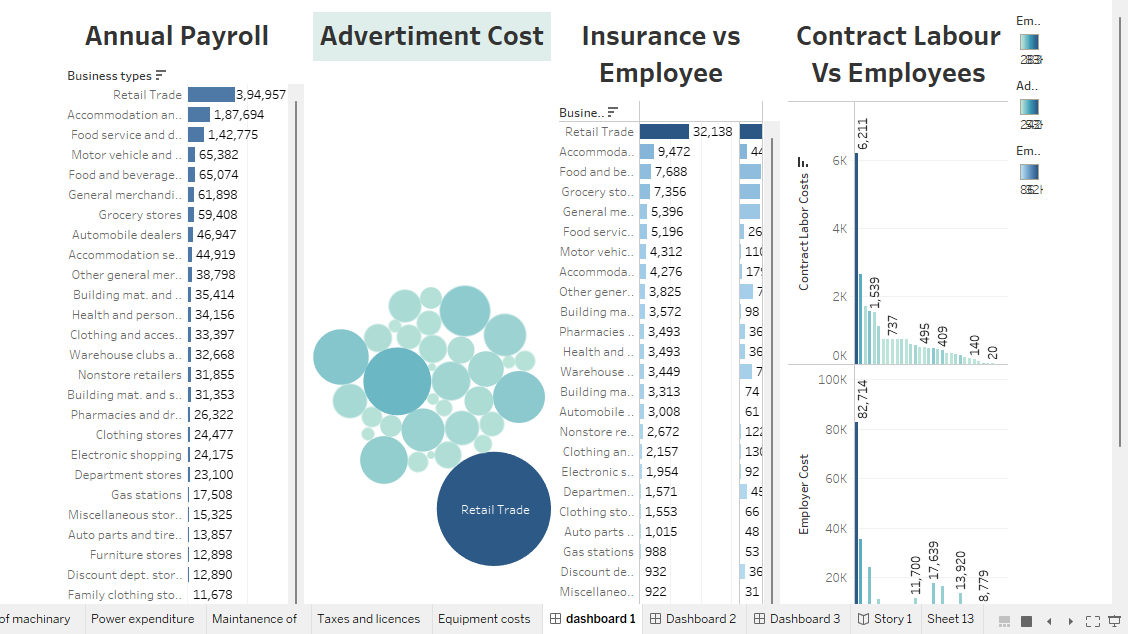 Annual Payroll
Business types
Retail Trade 3,94,957
Accommodation an.. 1,87,694
Food service and d.. 1,42,775
Motor vehicle and .. 65,382
Food and beverage.. 65,074
General merchandi.. 61,898
Grocery stores 59,408
Automobile dealers 46,947
Accommodation se.. 44,919
Other general mer.. 38,798
Building mat. and .. 35,414
Health and person.. 34,156
Clothing and acces.. 33,397
Warehouse clubs a.. 32,668
Nonstore retailers 31,855
Building mat. and s.. 31,353
Pharmacies and dr.. 26,322
Clothing stores 24,477
Electronic shopping 24,175
Department stores 23,100
Gas stations 17,508
Miscellaneous stor.. 15,325
Auto parts and tire.. 13,857
Furniture stores 12,898
Discount dept. stor.. 12,890
Family clothing sto.. 11,678
Advertiment Cost
Retail Trade
Insurance vs
Employee
Busine..
Retail Trade 32,138
Accommoda.. 9,472 44
Food and be.. 7,688
Grocery sto.. 7,356
General me.. 5,396
Food servic.. 5,196 26
Motor vehic.. 4,312 110
Accommoda.. 4,276 179
Other gener.. 3,825 7
Building ma.. 3,572 98
Pharmacies .. 3,493 36
Health and .. 3,493 36
Warehouse .. 3,449 7
Building ma.. 3,313 74
Automobile .. 3,008 61
Nonstore re.. 2,672 122
Clothing an.. 2,157 130
Electronic s.. 1,954 92
Departmen.. 1,571 45
Clothing sto.. 1,553 66
Auto parts .. 1,015 48
Gas stations 988 53
Discount de.. 932 36
Miscellaneo.. 922 31
Contract Labour
Vs Employees
Contract Labor Costs
6K
4K
2K
0K
6,211
1,539
737
495
409
140
20
Employer Cost
100K
80K
60K
40K
20K
82,714
11,700
17,639
13,920
8,779
Em..
Ad..
Em..
of machinary
Power expenditure
Maintanence of
Taxes and licences
Equipment costs
dashboard 1
Dashboard 2
Dashboard 3
Story 1
Sheet 13